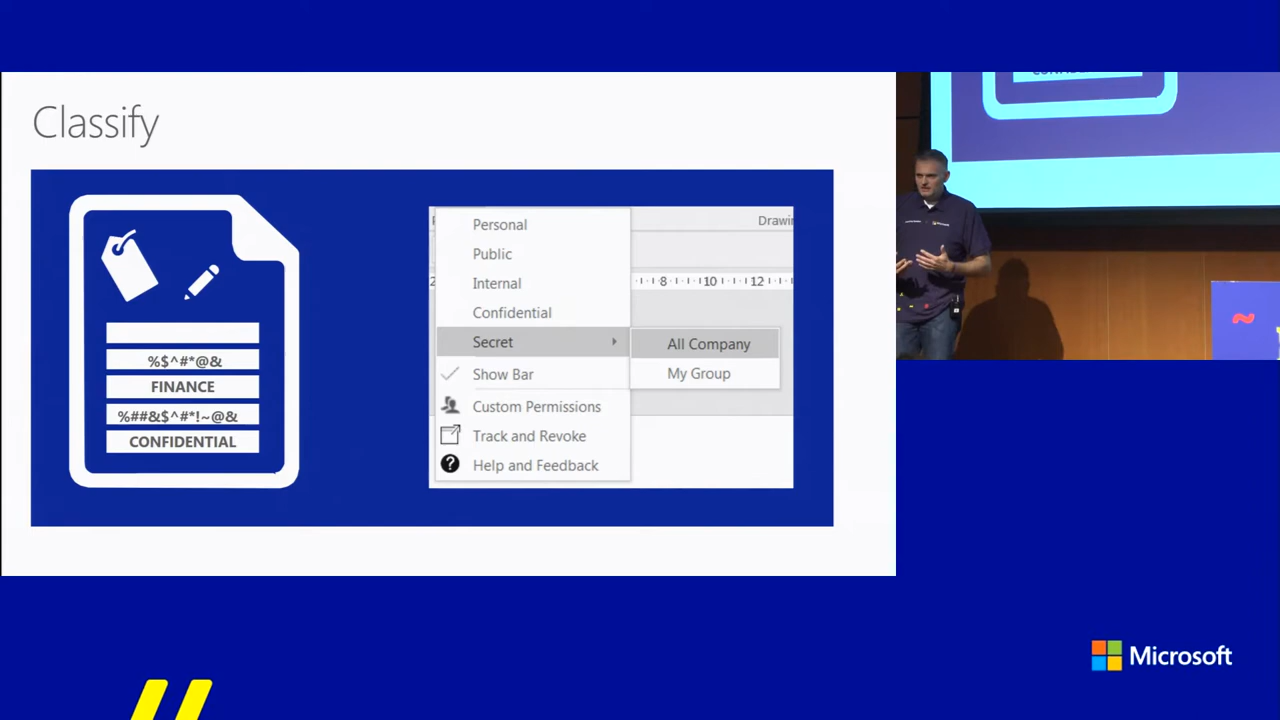 Classify
%$^#*@&
FINANCE
%##&$^#*!~@&
CONFIDENTIAL
Personal
Public
Internal
Confidential
Secret
Show Bar
Custom Permissions
Track and Revoke
Help and Feedback
All Company
My Group
8 10 12
Microsoft